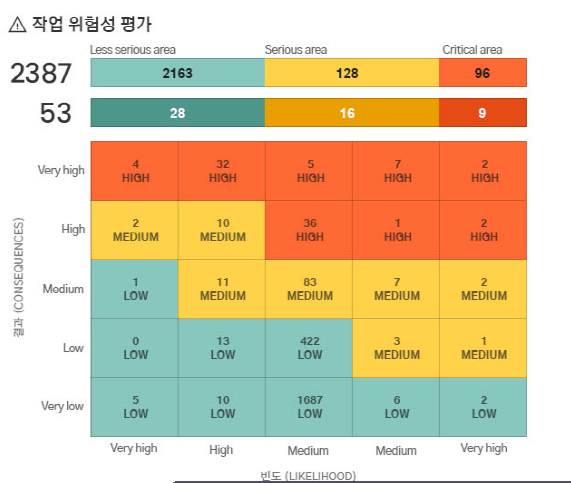 ⚠ 작업 위험성 평가
Less serious area Serious area Critical area
2387 2163 128 96
53 28 16 9
Very high 4 HIGH 32 HIGH 5 HIGH 7 HIGH 2 HIGH
High 2 MEDIUM 10 MEDIUM 36 HIGH 1 HIGH 2 HIGH
Medium 1 LOW 11 MEDIUM 83 MEDIUM 7 MEDIUM 2 MEDIUM
Low 0 LOW 13 LOW 422 LOW 3 MEDIUM 1 MEDIUM
Very low 5 LOW 10 LOW 1687 LOW 6 LOW 2 LOW
결과 (CONSEQUENCES)
Very high High Medium Medium Very high
빈도 (LIKELIHOOD)